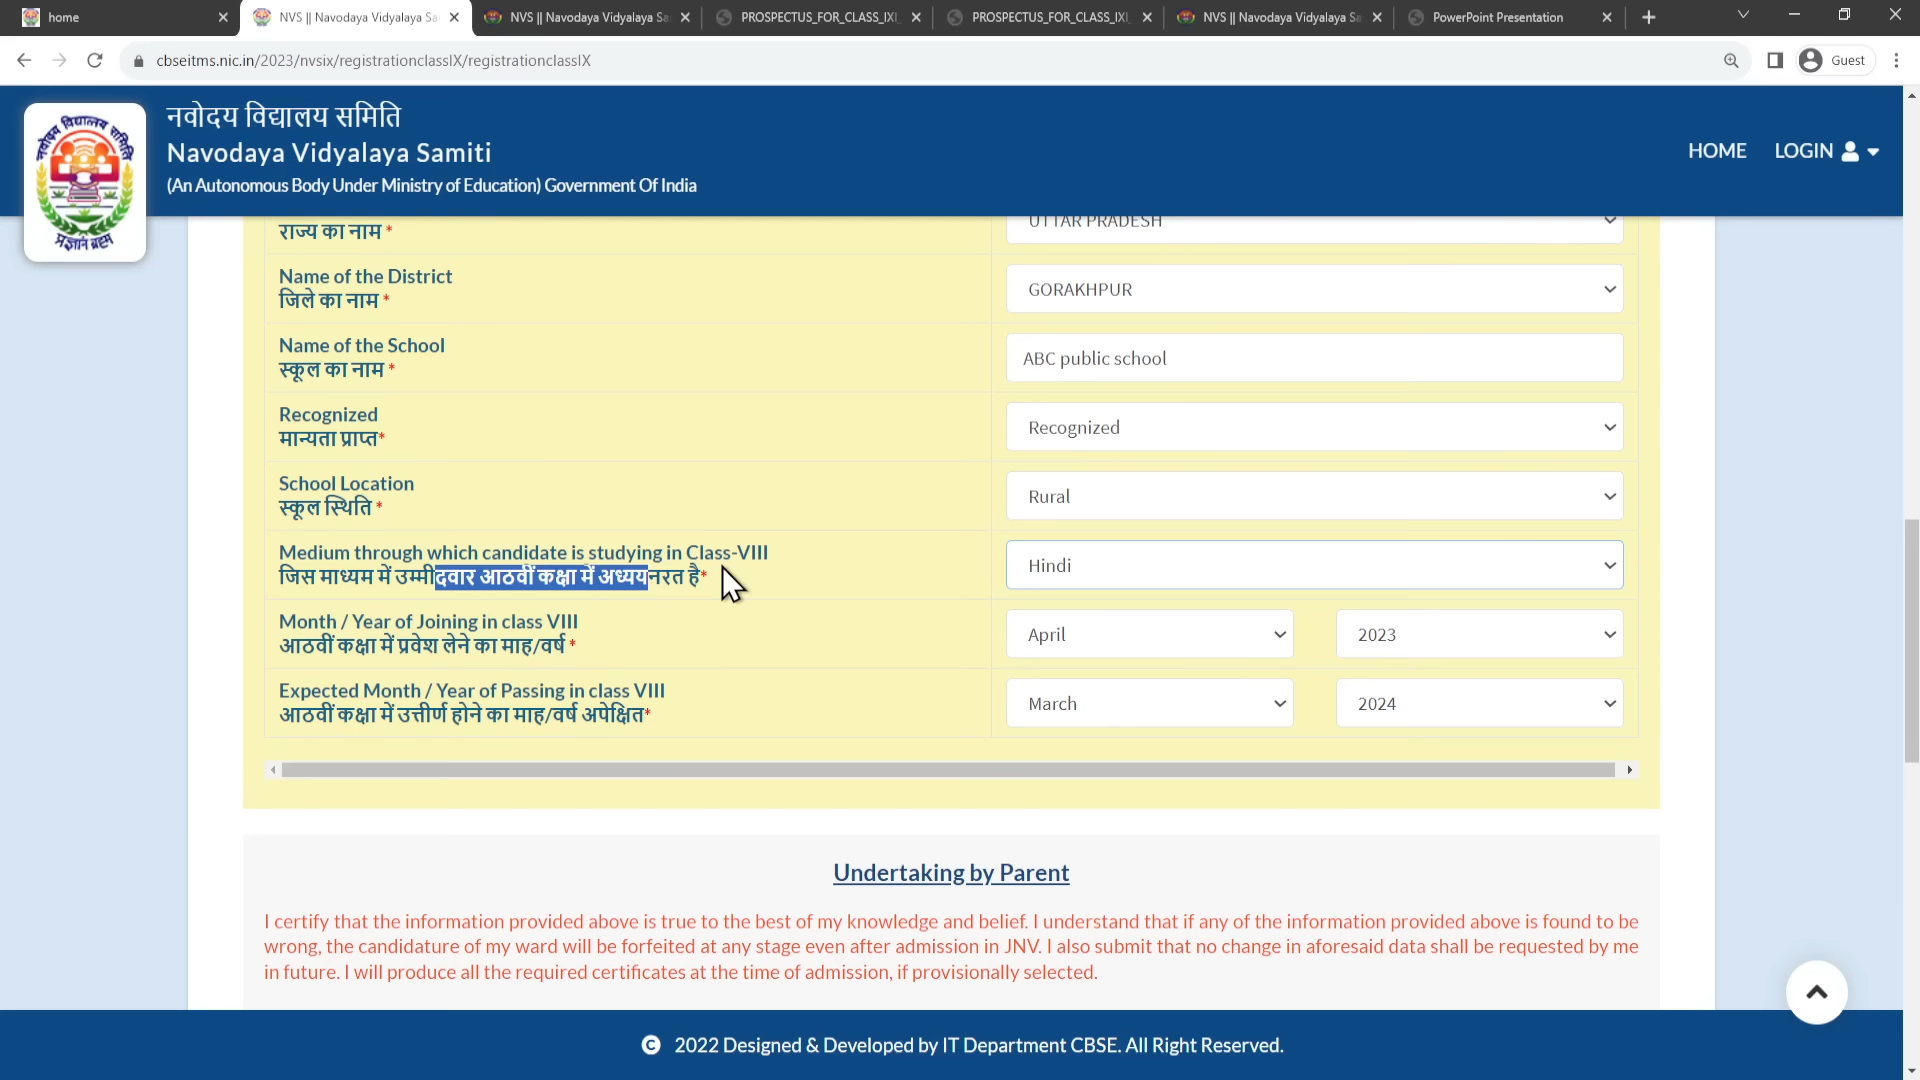 home
NVS || Navodaya Vidyalaya Sa
NVS || Navodaya Vidyalaya Sa
PROSPECTUS_FOR_CLASS_IX(
PROSPECTUS_FOR_CLASS_IX(
NVS || Navodaya Vidyalaya Sa
PowerPoint Presentation
cbseitms.nic.in/2023/nvsix/registrationclassIX/registrationclassIX
Guest
नवोदय विद्यालय समिति
Navodaya Vidyalaya Samiti
(An Autonomous Body Under Ministry of Education) Government Of India
HOME
LOGIN
नवोदय विद्यालय समिति
प्रज्ञानं ब्रह्म
राज्य का नाम *
UTTAR PRADESH
Name of the District
जिले का नाम *
GORAKHPUR
Name of the School
स्कूल का नाम *
ABC public school
Recognized
मान्यता प्राप्त*
Recognized
School Location
स्कूल स्थिति *
Rural
Medium through which candidate is studying in Class-VIII
जिस माध्यम में उम्मीदवार आठवीं कक्षा में अध्ययनरत है*
Hindi
Month / Year of Joining in class VIII
आठवीं कक्षा में प्रवेश लेने का माह/वर्ष *
April
2023
Expected Month / Year of Passing in class VIII
आठवीं कक्षा में उत्तीर्ण होने का माह/वर्ष अपेक्षित*
March
2024
Undertaking by Parent
I certify that the information provided above is true to the best of my knowledge and belief. I understand that if any of the information provided above is found to be
wrong, the candidature of my ward will be forfeited at any stage even after admission in JNV. I also submit that no change in aforesaid data shall be requested by me
in future. I will produce all the required certificates at the time of admission, if provisionally selected.
© 2022 Designed & Developed by IT Department CBSE. All Right Reserved.